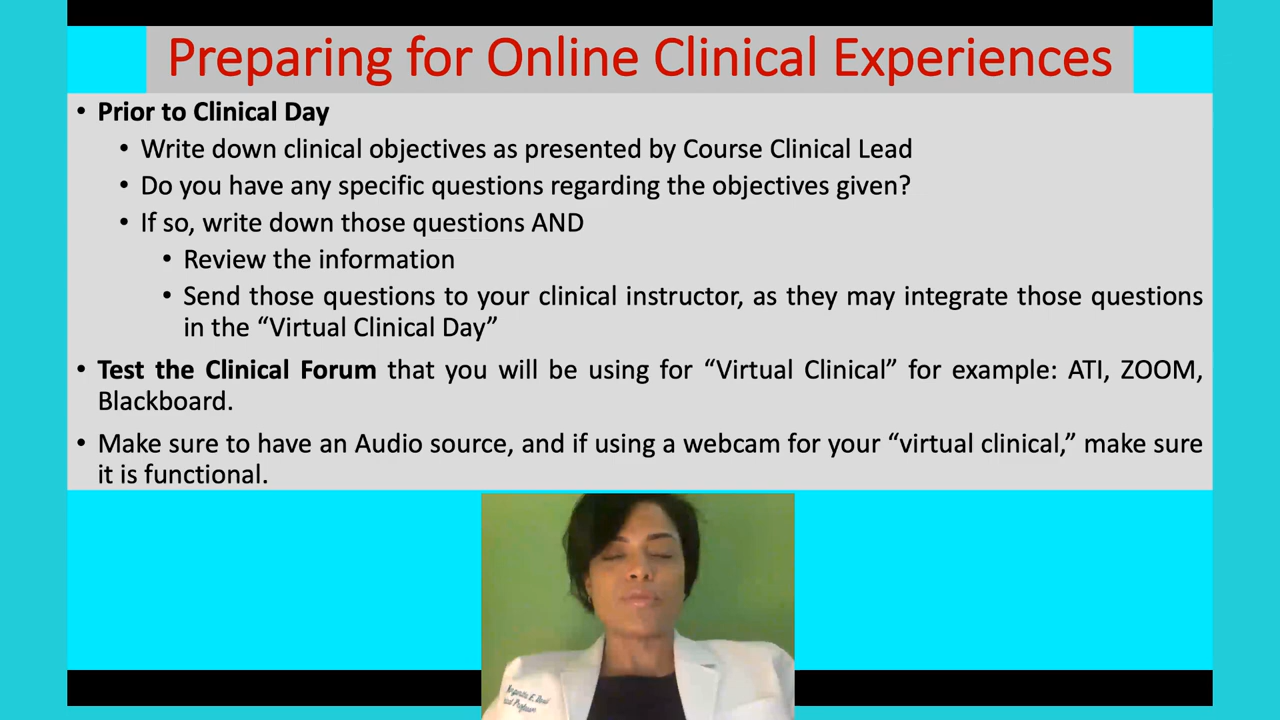 Preparing for Online Clinical Experiences
• Prior to Clinical Day
• Write down clinical objectives as presented by Course Clinical Lead
• Do you have any specific questions regarding the objectives given?
• If so, write down those questions AND
• Review the information
• Send those questions to your clinical instructor, as they may integrate those questions
in the “Virtual Clinical Day”
• Test the Clinical Forum that you will be using for “Virtual Clinical” for example: ATI, ZOOM,
Blackboard.
• Make sure to have an Audio source, and if using a webcam for your “virtual clinical,” make sure
it is functional.